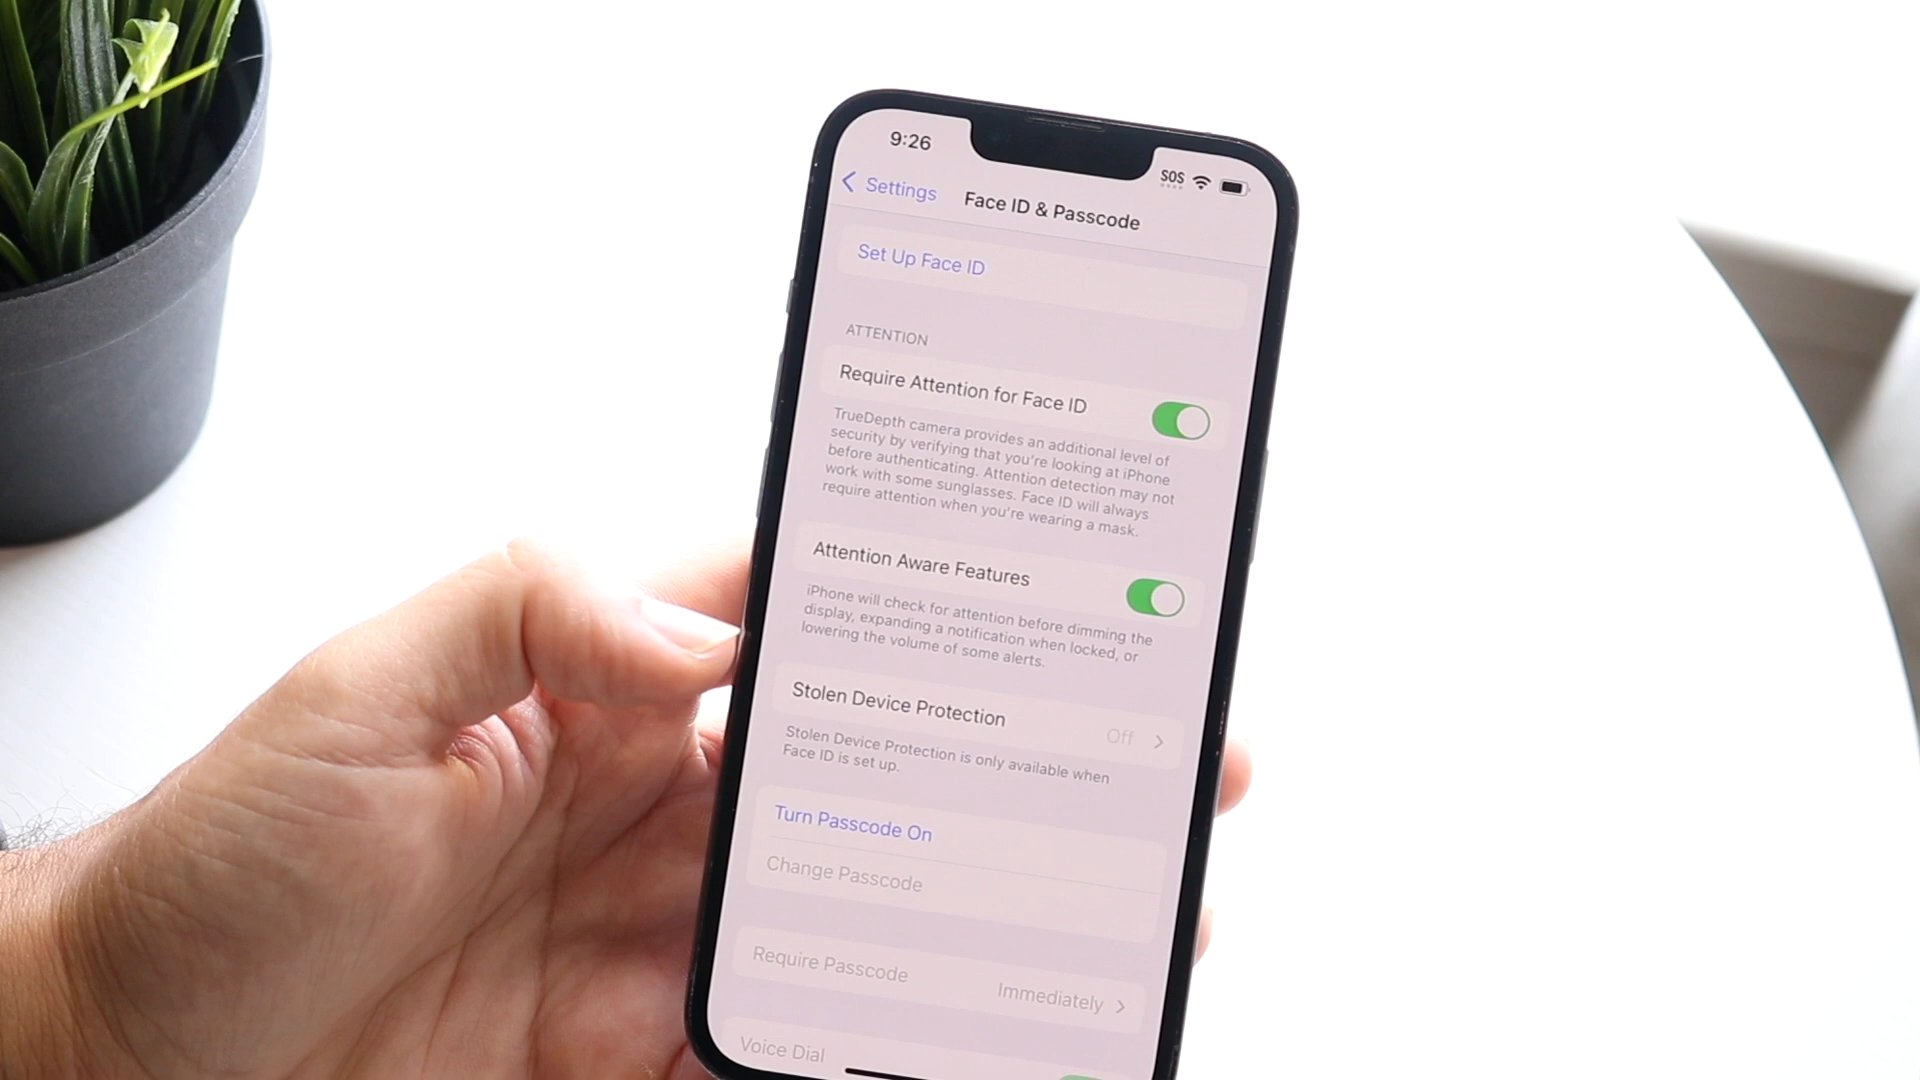 9:26
SOS
Settings
Face ID & Passcode
Set Up Face ID
ATTENTION
Require Attention for Face ID
TrueDepth camera provides an additional level of
security by verifying that you're looking at iPhone
before authenticating. Attention detection may not
work with some sunglasses. Face ID will always
require attention when you're wearing a mask.
Attention Aware Features
iPhone will check for attention before dimming the
display, expanding a notification when locked, or
lowering the volume of some alerts.
Stolen Device Protection
Off
Stolen Device Protection is only available when
Face ID is set up.
Turn Passcode On
Change Passcode
Require Passcode
Immediately
Voice Dial